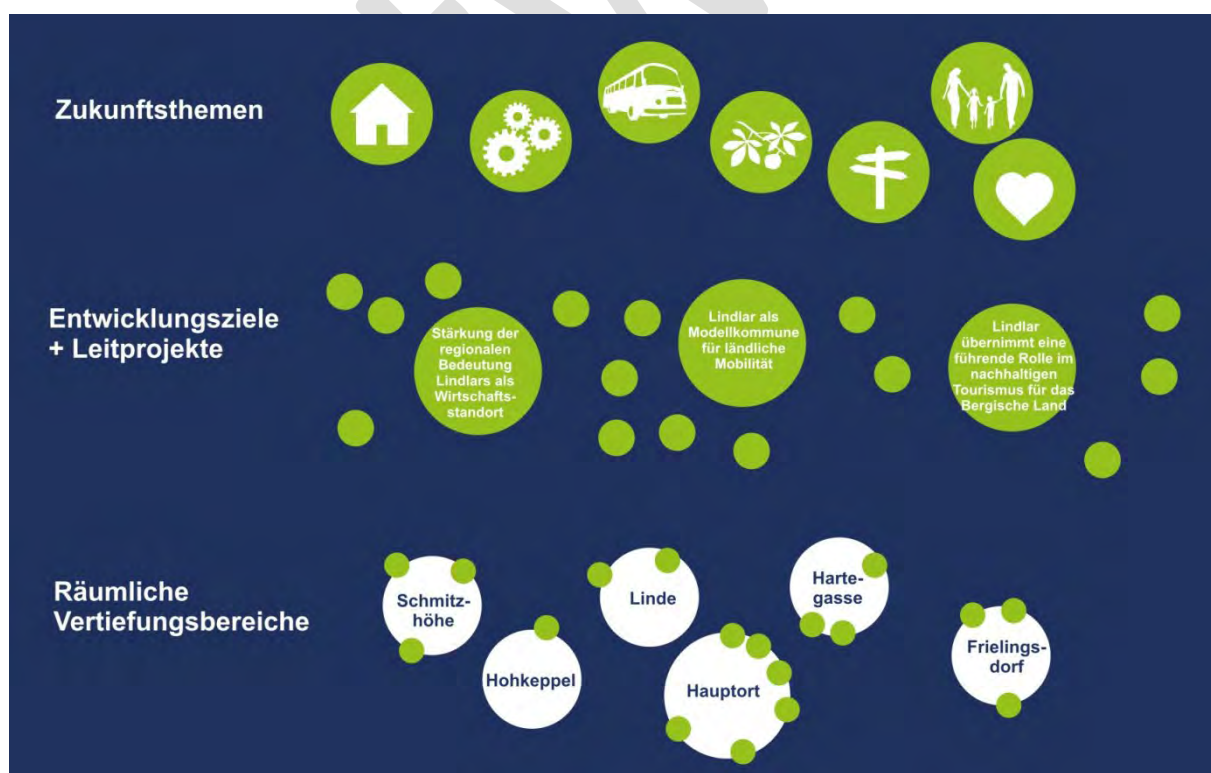 Zukunftsthemen
Entwicklungsziele
+ Leitprojekte
Stärkung der
regionalen
Bedeutung
Lindlars als
Wirtschafts-
standort
Lindlar als
Modellkommune
für ländliche
Mobilität
Lindlar
übernimmt eine
führende Rolle im
nachhaltigen
Tourismus für das
Bergische Land
Räumliche
Vertiefungsbereiche
Schmitz-
höhe
Hohkeppel
Linde
Hauptort
Harte-
gasse
Frielings-
dorf